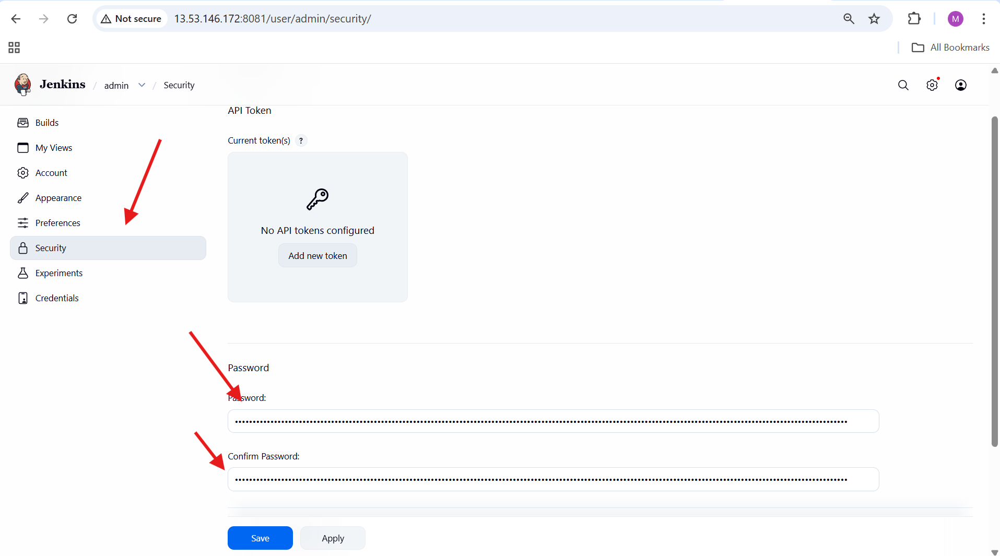 Not secure 13.53.146.172:8081/user/admin/security/
M
All Bookmarks
Jenkins / admin / Security
API Token
Builds
Current token(s) ?
My Views
Account
Appearance
Preferences
No API tokens configured
Security
Add new token
Experiments
Credentials
Password
Password:
Confirm Password:
Save Apply